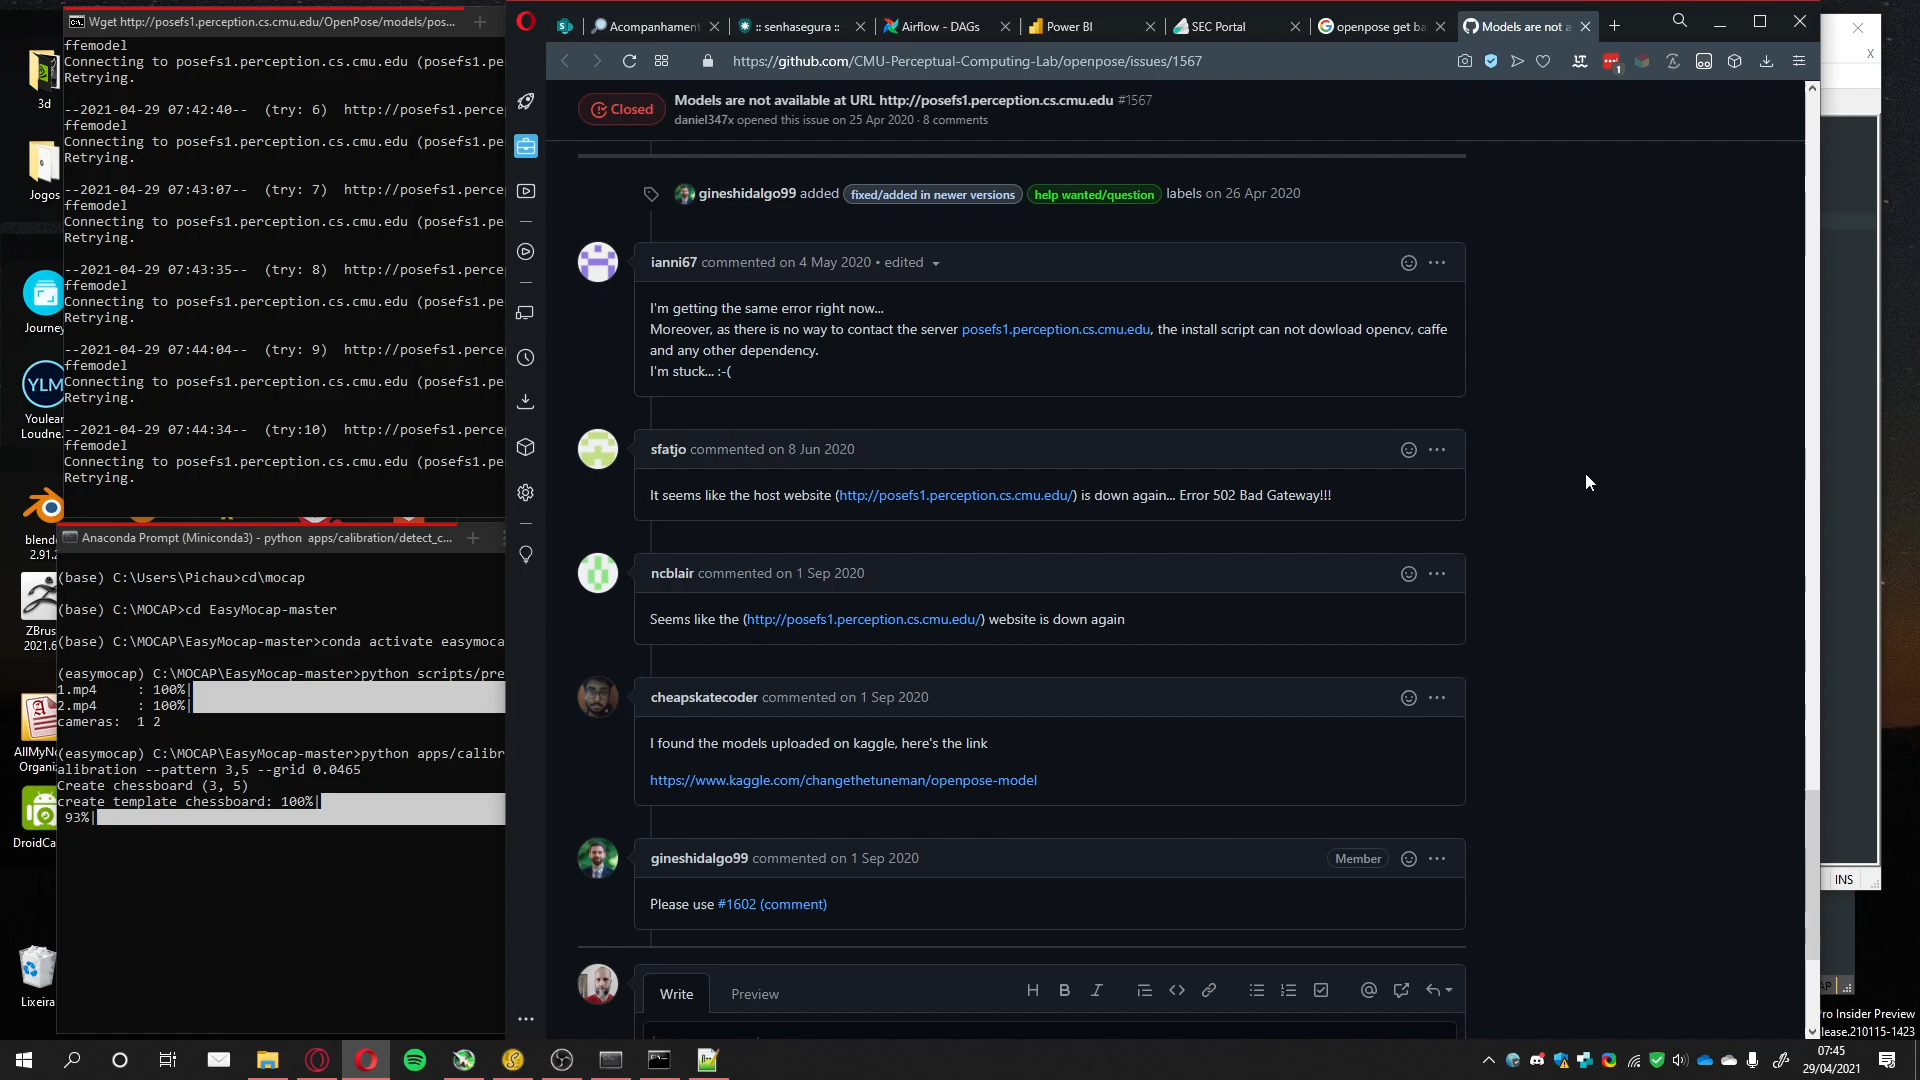 Wget http://posefs1.perception.cs.cmu.edu/OpenPose/models/pos...
ffemodel
Connecting to posefs1.perception.cs.cmu.edu (posefs1.pe
Retrying.
--2021-04-29 07:42:40-- (try: 6) http://posefs1.perce
ffemodel
Connecting to posefs1.perception.cs.cmu.edu (posefs1.pe
Retrying.
--2021-04-29 07:43:07-- (try: 7) http://posefs1.perce
ffemodel
Connecting to posefs1.perception.cs.cmu.edu (posefs1.pe
Retrying.
--2021-04-29 07:43:35-- (try: 8) http://posefs1.perce
ffemodel
Connecting to posefs1.perception.cs.cmu.edu (posefs1.pe
Retrying.
--2021-04-29 07:44:04-- (try: 9) http://posefs1.perce
ffemodel
Connecting to posefs1.perception.cs.cmu.edu (posefs1.pe
Retrying.
--2021-04-29 07:44:34-- (try:10) http://posefs1.perce
ffemodel
Connecting to posefs1.perception.cs.cmu.edu (posefs1.pe
Retrying.
3d
Jogos
Journey
YLM
Youlean
Loudne
blend
2.91.2
ZBrus
2021.6
AllMyNo
Organi
DroidCa
Lixeira
Anaconda Prompt (Miniconda3) - python apps/calibration/detect_c...
(base) C:\Users\Pichau>cd\mocap
(base) C:\MOCAP>cd EasyMocap-master
(base) C:\MOCAP\EasyMocap-master>conda activate easymoca
(easymocap) C:\MOCAP\EasyMocap-master>python scripts/pre
1.mp4 : 100%|
2.mp4 : 100%|
cameras: 1 2
(easymocap) C:\MOCAP\EasyMocap-master>python apps/calibr
alibration --pattern 3,5 --grid 0.0465
Create chessboard (3, 5)
create template chessboard: 100%|
93%|
Acompanhamen
:: senhasegura ::
Airflow - DAGs
Power BI
SEC Portal
openpose get ba
Models are not a
https://github.com/CMU-Perceptual-Computing-Lab/openpose/issues/1567
1
Closed
Models are not available at URL http://posefs1.perception.cs.cmu.edu #1567
daniel347x opened this issue on 25 Apr 2020 · 8 comments
gineshidalgo99 added fixed/added in newer versions help wanted/question labels on 26 Apr 2020
ianni67 commented on 4 May 2020 • edited
I'm getting the same error right now...
Moreover, as there is no way to contact the server posefs1.perception.cs.cmu.edu, the install script can not dowload opencv, caffe
and any other dependency.
I'm stuck... :-(
sfatjo commented on 8 Jun 2020
It seems like the host website (http://posefs1.perception.cs.cmu.edu/) is down again... Error 502 Bad Gateway!!!
ncblair commented on 1 Sep 2020
Seems like the (http://posefs1.perception.cs.cmu.edu/) website is down again
cheapskatecoder commented on 1 Sep 2020
I found the models uploaded on kaggle, here's the link
https://www.kaggle.com/changethetuneman/openpose-model
gineshidalgo99 commented on 1 Sep 2020
Member
Please use #1602 (comment)
Write
Preview
X
INS
AP
ro Insider Preview
lease.210115-1423
07:45
29/04/2021